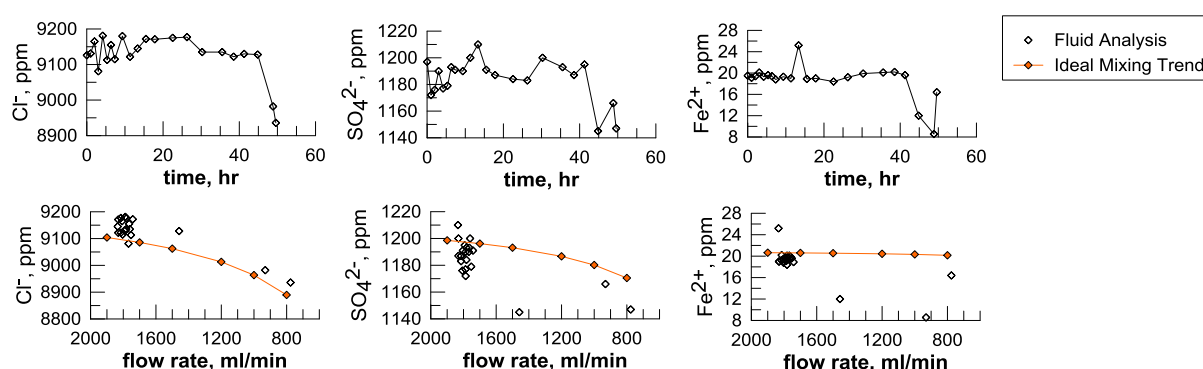 9200
9100
9000
8900
Cl-, ppm
0 20 40 60
time, hr
1220
1200
1180
1160
1140
SO42-, ppm
0 20 40 60
time, hr
28
24
20
16
12
8
Fe2+, ppm
0 20 40 60
time, hr
Fluid Analysis
Ideal Mixing Trend
9200
9100
9000
8900
8800
Cl-, ppm
2000 1600 1200 800
flow rate, ml/min
1220
1200
1180
1160
1140
SO42-, ppm
2000 1600 1200 800
flow rate, ml/min
28
24
20
16
12
8
Fe2+, ppm
2000 1600 1200 800
flow rate, ml/min